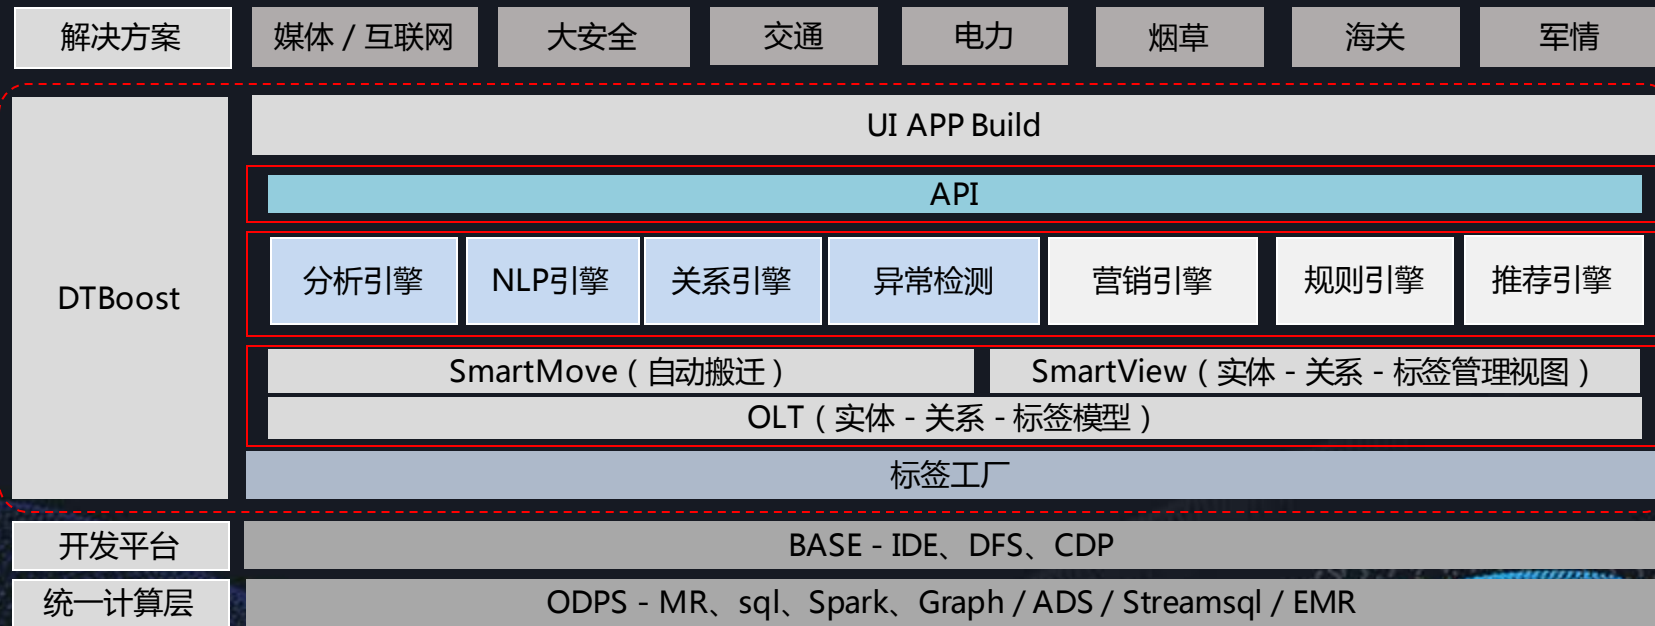 解决方案
媒体 / 互联网
大安全
交通
电力
烟草
海关
军情
DTBoost
UI APP Build
API
分析引擎
NLP引擎
关系引擎
异常检测
营销引擎
规则引擎
推荐引擎
SmartMove（自动搬迁）
SmartView（实体 - 关系 - 标签管理视图）
OLT（实体 - 关系 - 标签模型）
标签工厂
开发平台
BASE - IDE、DFS、CDP
统一计算层
ODPS - MR、sql、Spark、Graph / ADS / Streamsql / EMR